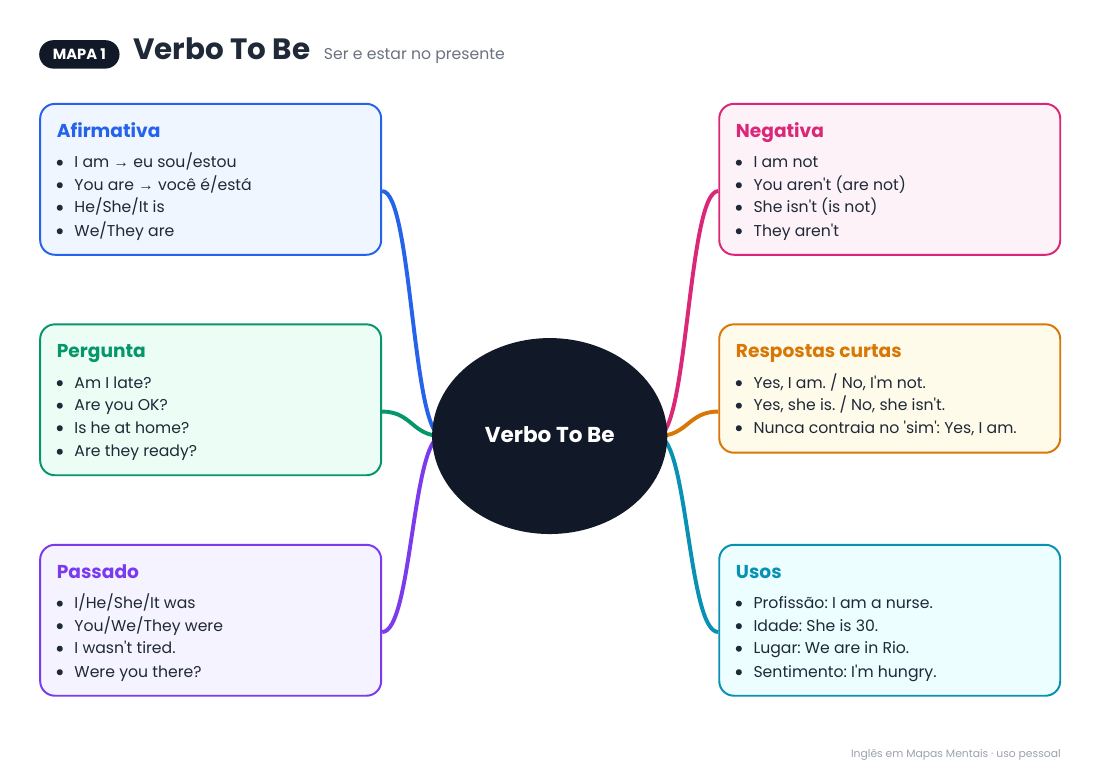 MAPA 1 Verbo To Be Ser e estar no presente
Afirmativa
• I am → eu sou/estou
• You are → você é/está
• He/She/It is
• We/They are
Negativa
• I am not
• You aren't (are not)
• She isn't (is not)
• They aren't
Pergunta
• Am I late?
• Are you OK?
• Is he at home?
• Are they ready?
Verbo To Be
Respostas curtas
• Yes, I am. / No, I'm not.
• Yes, she is. / No, she isn't.
• Nunca contraia no 'sim': Yes, I am.
Passado
• I/He/She/It was
• You/We/They were
• I wasn't tired.
• Were you there?
Usos
• Profissão: I am a nurse.
• Idade: She is 30.
• Lugar: We are in Rio.
• Sentimento: I'm hungry.
Inglês em Mapas Mentais · uso pessoal